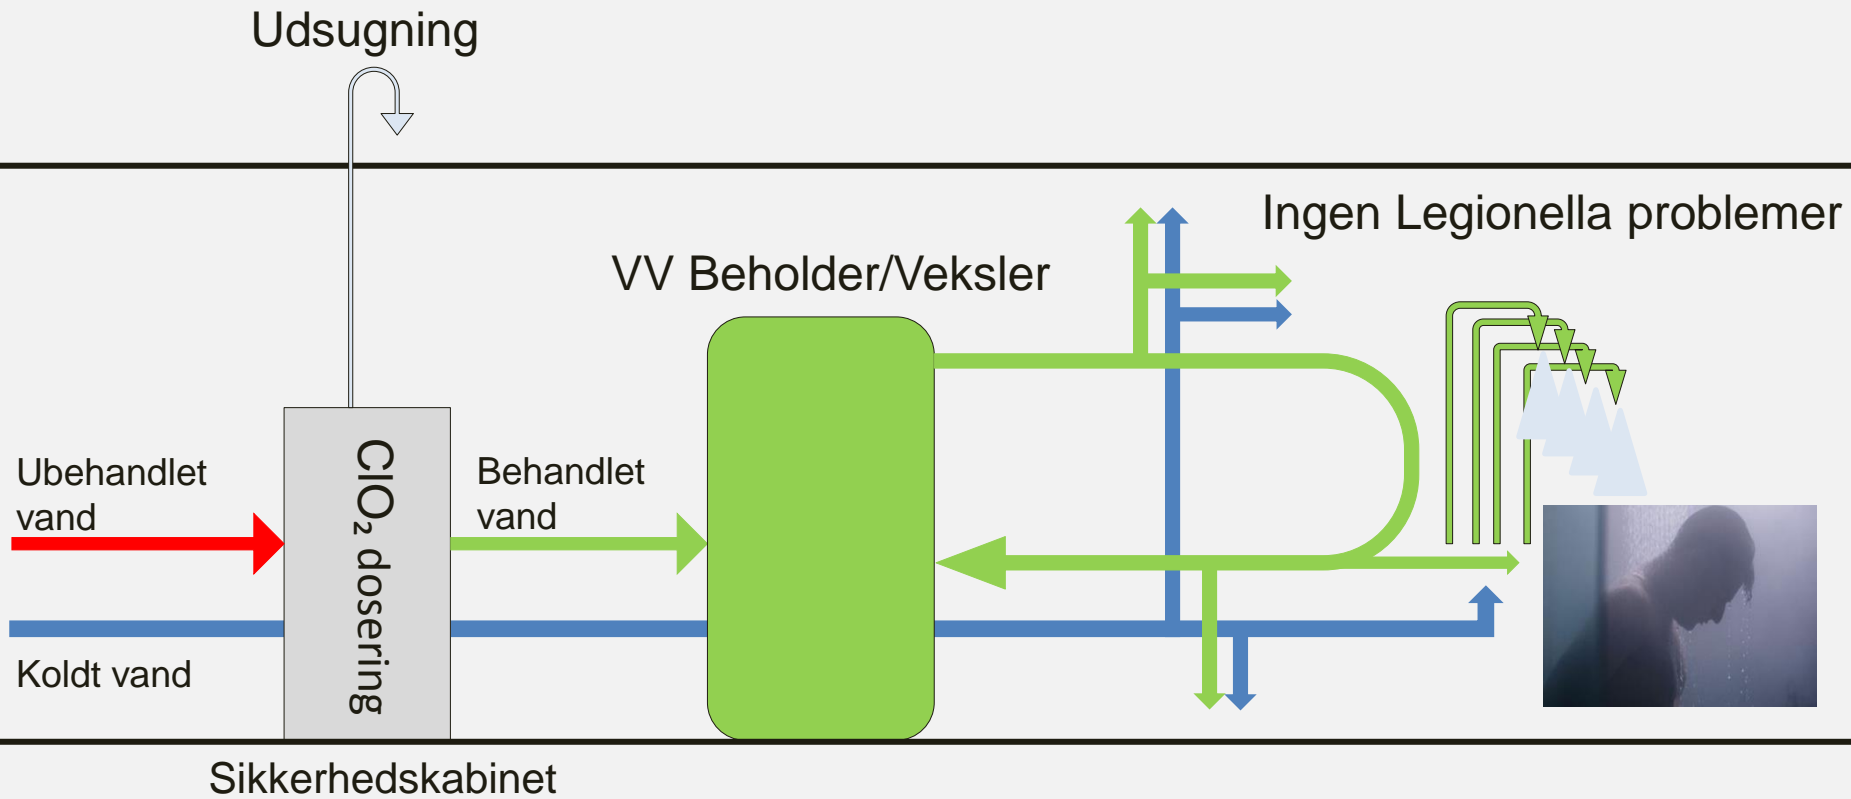 Udsugning
Ingen Legionella problemer
VV Beholder/Veksler
Ubehandlet
vand
ClO₂ dosering
Behandlet
vand
Koldt vand
Sikkerhedskabinet